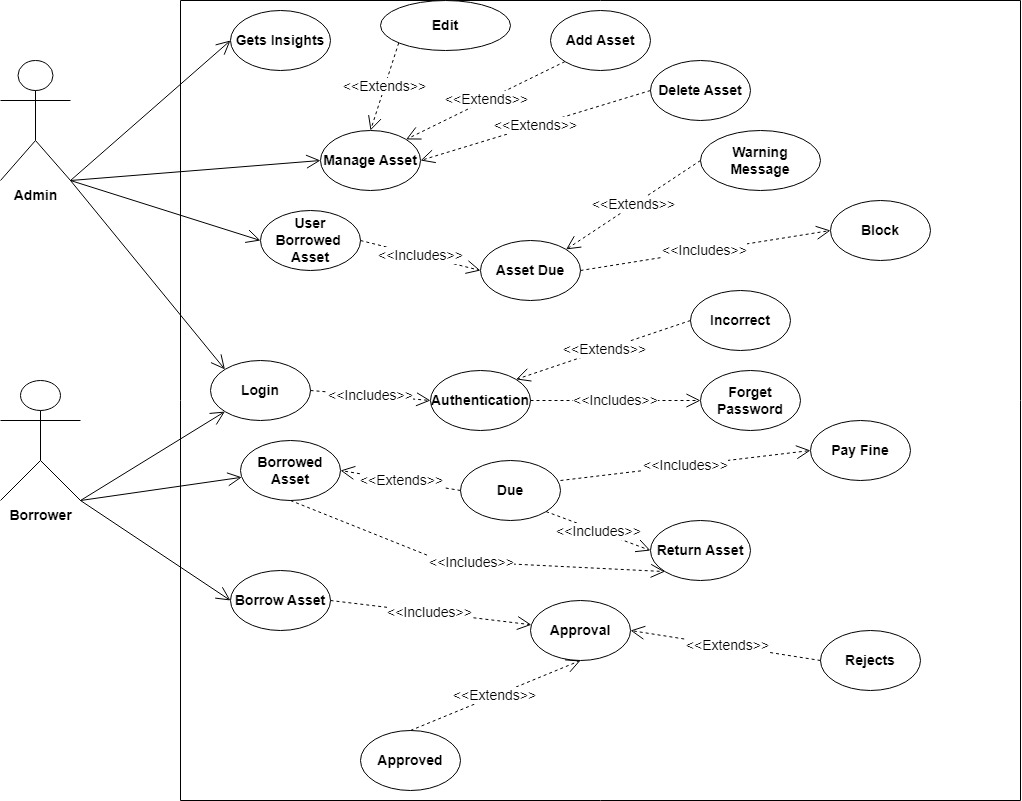 Edit
Gets Insights
Add Asset
<<Extends>>
Delete Asset
<<Extends>>
<<Extends>>
Manage Asset
Warning
Message
Admin
<<Extends>>
User
Borrowed
Asset
<<Includes>>
Asset Due
<<Includes>>
Block
Incorrect
<<Extends>>
Login
<<Includes>>
Authentication
<<Includes>>
Forget
Password
Borrower
Borrowed
Asset
<<Extends>>
Due
<<Includes>>
Pay Fine
<<Includes>>
Return Asset
<<Includes>>
Borrow Asset
<<Includes>>
Approval
<<Extends>>
Rejects
<<Extends>>
Approved